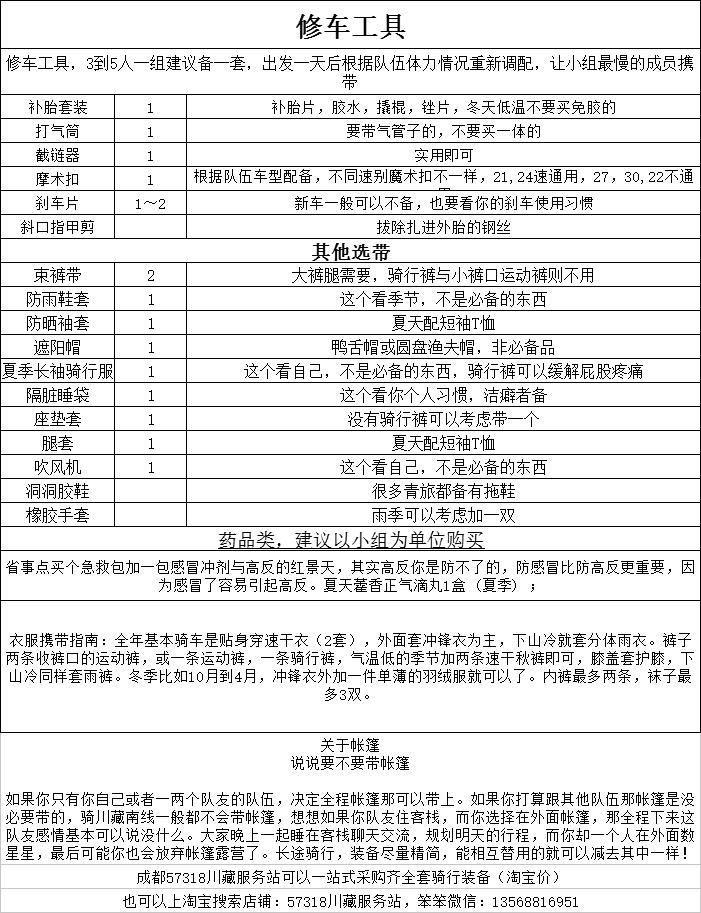 修车工具
修车工具，3到5人一组建议备一套，出发一天后根据队伍体力情况重新调配，让小组最慢的成员携
带
补胎套装 1 补胎片，胶水，撬棍，锉片，冬天低温不要买免胶的
打气筒 1 要带气管子的，不要买一体的
截链器 1 实用即可
摩术扣 1 根据队伍车型配备，不同速别魔术扣不一样，21,24速通用，27，30,22不通
刹车片 1～2 新车一般可以不备，也要看你的刹车使用习惯
斜口指甲剪 拔除扎进外胎的钢丝
其他选带
束裤带 2 大裤腿需要，骑行裤与小裤口运动裤则不用
防雨鞋套 1 这个看季节，不是必备的东西
防晒袖套 1 夏天配短袖T恤
遮阳帽 1 鸭舌帽或圆盘渔夫帽，非必备品
夏季长袖骑行服 1 这个看自己，不是必备的东西，骑行裤可以缓解屁股疼痛
隔脏睡袋 1 这个看你个人习惯，洁癖者备
座垫套 1 没有骑行裤可以考虑带一个
腿套 1 夏天配短袖T恤
吹风机 1 这个看自己，不是必备的东西
洞洞胶鞋 很多青旅都备有拖鞋
橡胶手套 雨季可以考虑加一双
药品类，建议以小组为单位购买
省事点买个急救包加一包感冒冲剂与高反的红景天，其实高反你是防不了的，防感冒比防高反更重要，因
为感冒了容易引起高反。夏天藿香正气滴丸1盒（夏季）；
衣服携带指南：全年基本骑车是贴身穿速干衣（2套），外面套冲锋衣为主，下山冷就套分体雨衣。裤子
两条收裤口的运动裤，或一条运动裤，一条骑行裤，气温低的季节加两条速干秋裤即可，膝盖套护膝，下
山冷同样套雨裤。冬季比如10月到4月，冲锋衣外加一件单薄的羽绒服就可以了。内裤最多两条，袜子最
多3双。
关于帐篷
说说要不要带帐篷
如果你只有你自己或者一两个队友的队伍，决定全程帐篷那可以带上。如果你打算跟其他队伍那帐篷是没
必要带的，骑川藏南线一般都不会带帐篷，想想如果你队友住客栈，而你选择在外面帐篷，那全程下来这
队友感情基本可以说没什么。大家晚上一起睡在客栈聊天交流，规划明天的行程，而你却一个人在外面数
星星，最后可能你也会放弃帐篷露营了。长途骑行，装备尽量精简，能相互替用的就可以减去其中一样！
成都57318川藏服务站可以一站式采购齐全套骑行装备（淘宝价）
也可以上淘宝搜索店铺：57318川藏服务站，笨笨微信：13568816951